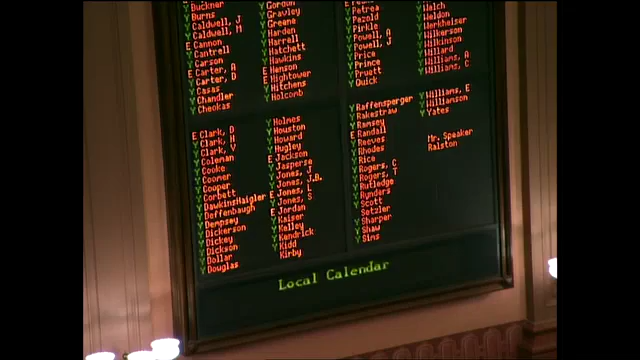 Buckner
Y Burns
Y Caldwell, J
Y Caldwell, M
E Cannon
Y Cantrell
Y Carson
E Carter, A
Y Carter, D
Y Casas
Y Chandler
Y Cheokas
E Clark, D
Y Clark, H
Y Clark, V
Y Coleman
Y Cooke
Y Coomer
Y Cooper
Y Corbett
Y DawkinsHaigler
Y Deffenbaugh
Y Dempsey
Y Dickerson
Y Dickey
Y Dickson
Y Dollar
Y Douglas
Gordon
Y Gravley
Y Greene
Y Harden
Y Harrell
Y Hatchett
Y Hawkins
E Henson
E Hightower
Y Hitchens
Y Holcomb
Y Holmes
Y Houston
Y Howard
Y Hugley
E Jackson
Y Jasperse
Y Jones, J
Y Jones, J.B.
E Jones, L
Y Jones, S
E Jordan
Y Kaiser
Y Kelley
Y Kendrick
Y Kidd
Kirby
Petrea
Y Pezold
Y Pirkle
Y Powell, A
Y Powell, J
Y Price
Y Prince
Y Pruett
Y Quick
Y Raffensperger
Y Rakestraw
Y Ramsey
E Randall
Y Reeves
Y Rhodes
Y Rice
Y Rogers, C
Y Rogers, T
Y Rutledge
Y Rynders
Y Scott
Setzler
Y Sharper
Y Shaw
Y Sims
Y Welch
Y Weldon
Y Werkheiser
Y Wilkerson
Y Wilkinson
Y Willard
Y Williams, A
Y Williams, C
Y Williams, E
Y Williamson
Y Yates
Mr. Speaker
Ralston
Local Calendar